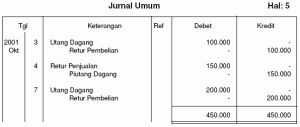 Jurnal Umum Hal: 5
Tgl Keterangan Ref Debet Kredit
2001 3 Utang Dagang 100.000 -
Okt Retur Pembelian - 100.000
4 Retur Penjualan 150.000 -
Piutang Dagang - 150.000
7 Utang Dagang 200.000 -
Retur Pembelian - 200.000
450.000 450.000